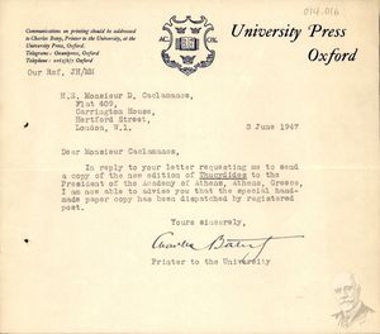 014.016
Communications on printing should be addressed
to Charles Batey, Printer to the University, at the
University Press, Oxford.
Telegrams: Oxonpress, Oxford
University Press
Oxford
AC. OX.
Our Ref. JH/MM
H.E. Monsieur D. Caclamanos,
Flat 409,
Carrington House,
Hertford Street,
London, W.1.
3 June 1947
Dear Monsieur Caclamanos,
In reply to your letter requesting me to send
a copy of the new edition of Thucydides to the
President of the Academy of Athens, Athens, Greece,
I am now able to advise you that the special hand-
made paper copy has been dispatched by registered
post.
Yours sincerely,
Charles Batey
Printer to the University